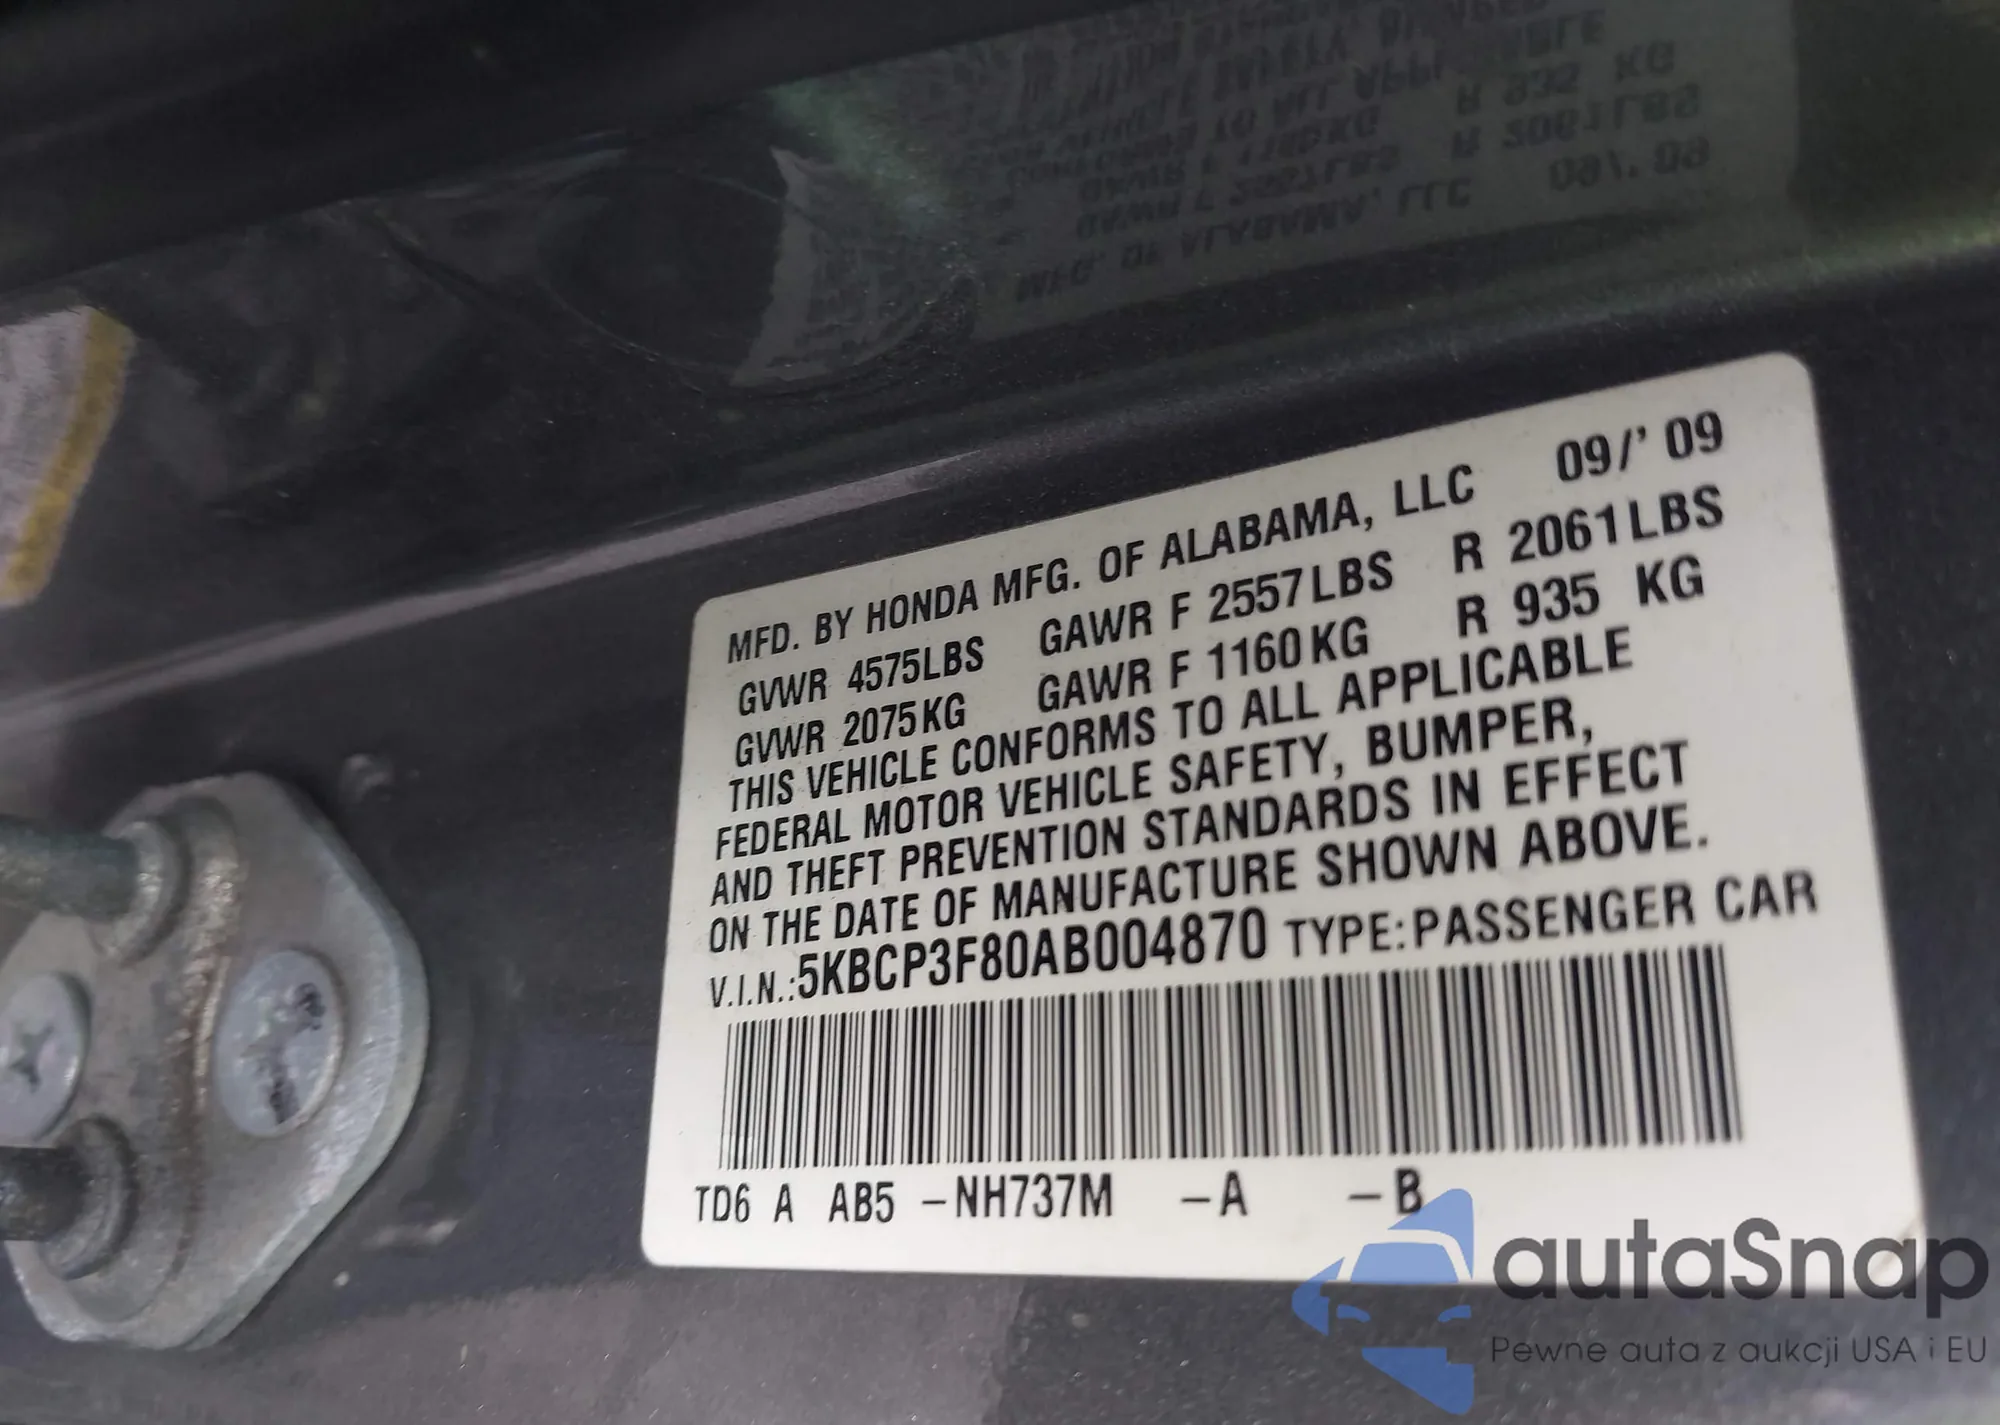 MFD. BY HONDA MFG. OF ALABAMA, LLC 09/'09
GVWR 4575LBS GAWR F 2557LBS R 2061LBS
GVWR 2075KG GAWR F 1160KG R 935 KG
THIS VEHICLE CONFORMS TO ALL APPLICABLE
FEDERAL MOTOR VEHICLE SAFETY, BUMPER,
AND THEFT PREVENTION STANDARDS IN EFFECT
ON THE DATE OF MANUFACTURE SHOWN ABOVE.
V.I.N.:5KBCP3F80AB004870 TYPE:PASSENGER CAR
TD6 A AB5 -NH737M -A -B
autaSnap
Pewne auta z aukcji USA i EU